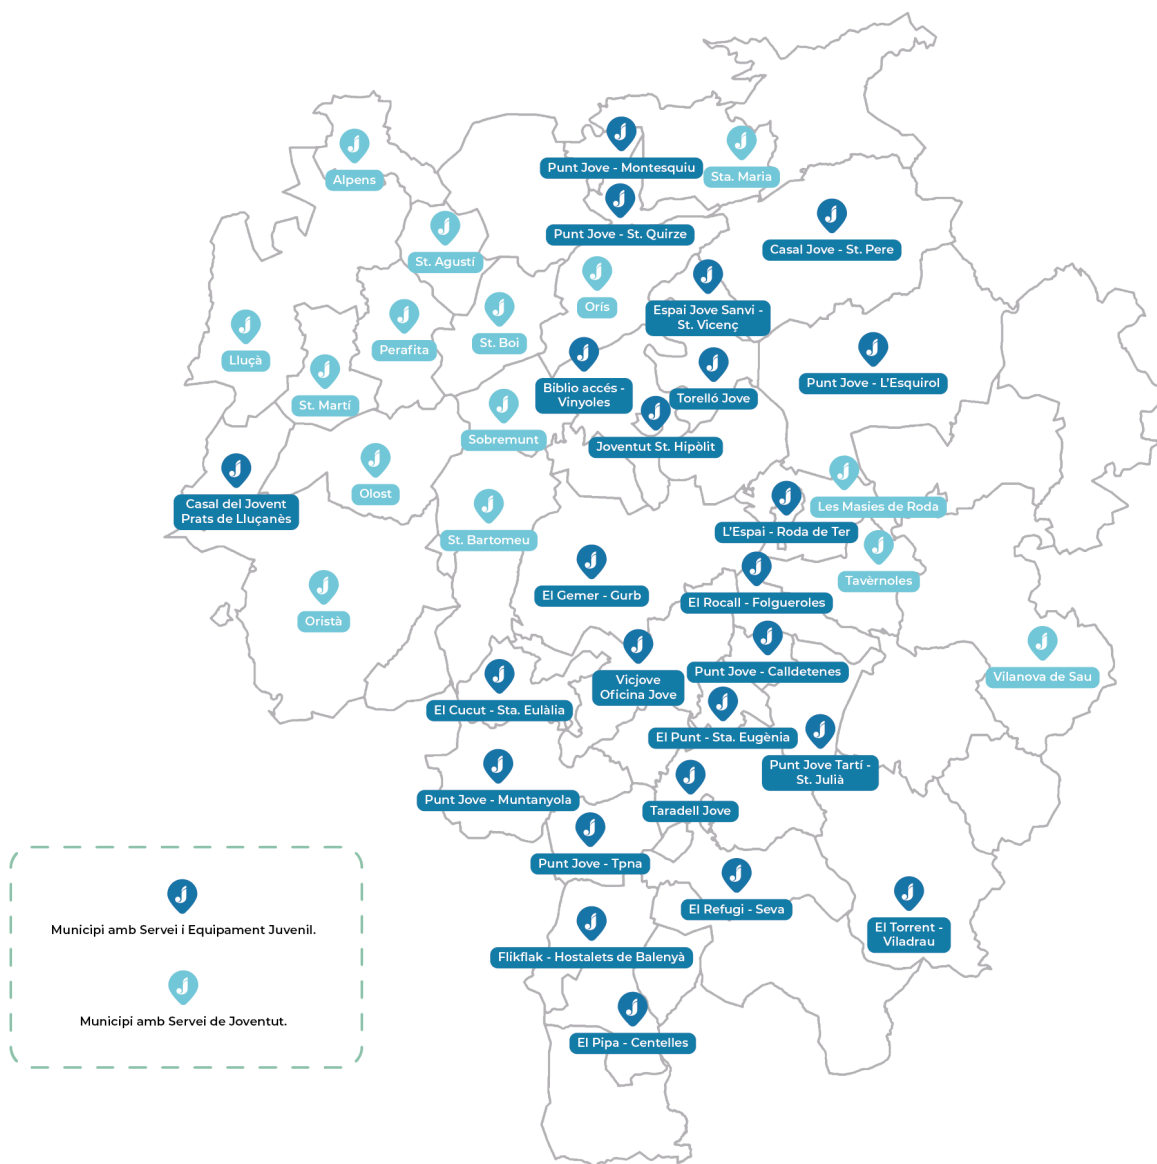 Punt Jove - Montesquiu
Sta. Maria
Alpens
Punt Jove - St. Quirze
Casal Jove - St. Pere
St. Agustí
Orís
Espai Jove Sanvi -
St. Vicenç
St. Boi
Perafita
Lluçà
Punt Jove - L'Esquirol
Biblio accés -
Vinyoles
Torelló Jove
St. Martí
Sobremunt
Joventut St. Hipòlit
Olost
Casal del Jovent
Prats de Lluçanès
Les Masies de Roda
L'Espai - Roda de Ter
St. Bartomeu
Tavèrnoles
El Gemer - Gurb
El Rocall - Folgueroles
Oristà
Punt Jove - Calldetenes
Vicjove
Oficina Jove
Vilanova de Sau
El Cucut - Sta. Eulàlia
El Punt - Sta. Eugènia
Punt Jove Tartí -
St. Julià
Punt Jove - Muntanyola
Taradell Jove
Punt Jove - Tpna
El Refugi - Seva
El Torrent -
Viladrau
Flikflak - Hostalets de Balenyà
El Pipa - Centelles
Municipi amb Servei i Equipament Juvenil.
Municipi amb Servei de Joventut.